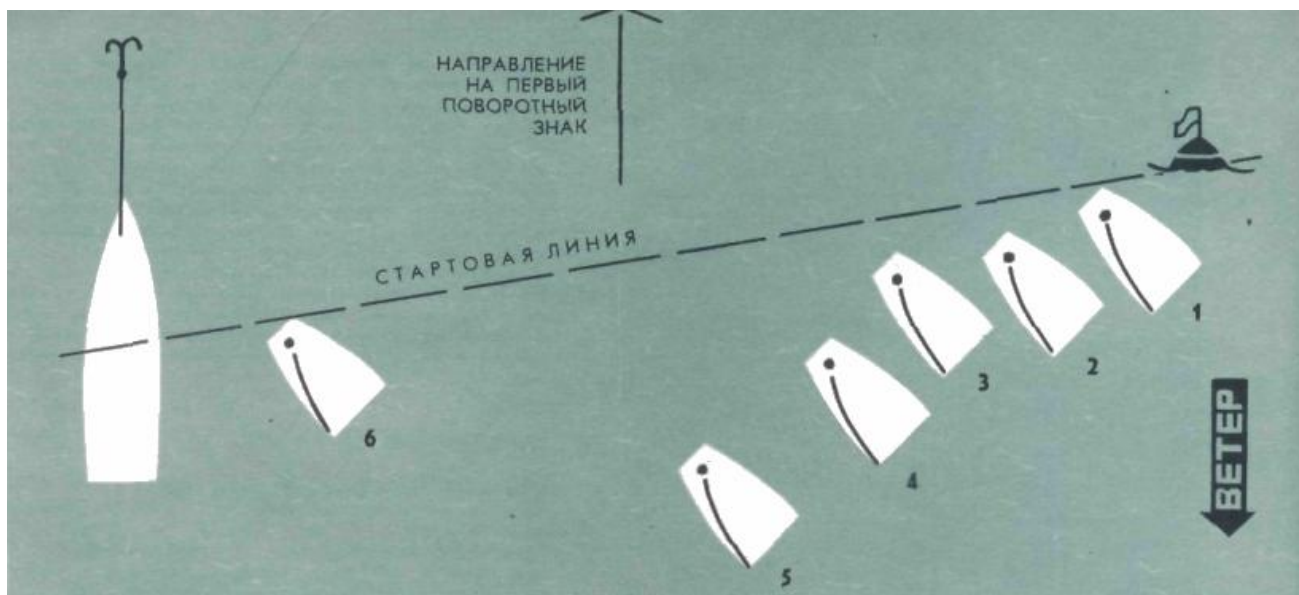 НАПРАВЛЕНИЕ
НА ПЕРВЫЙ
ПОВОРОТНЫЙ
ЗНАК
СТАРТОВАЯ ЛИНИЯ
1
2
3
4
5
6
ВЕТЕР